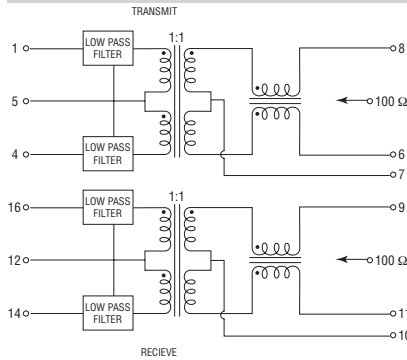 TRANSMIT
1 LOW PASS FILTER 1:1 8
5 100 Ω
4 LOW PASS FILTER 6
7
16 LOW PASS FILTER 1:1 9
12 100 Ω
14 LOW PASS FILTER 11
10
RECIEVE